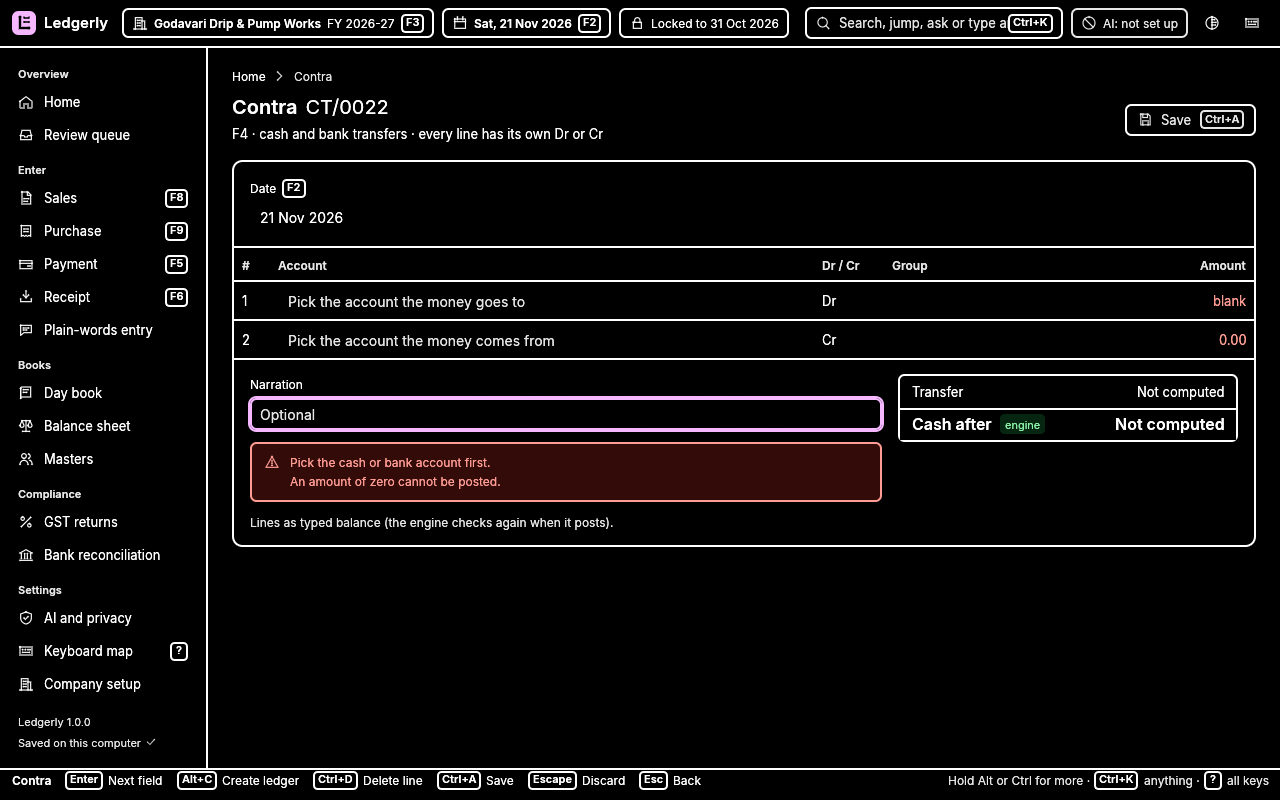 Ledgerly
Godavari Drip & Pump Works FY 2026-27 F3
Sat, 21 Nov 2026 F2
Locked to 31 Oct 2026
Search, jump, ask or type a Ctrl+K
AI: not set up
Overview
Home
Review queue
Enter
Sales F8
Purchase F9
Payment F5
Receipt F6
Plain-words entry
Books
Day book
Balance sheet
Masters
Compliance
GST returns
Bank reconciliation
Settings
AI and privacy
Keyboard map ?
Company setup
Ledgerly 1.0.0
Saved on this computer
Home Contra
Contra CT/0022
F4 · cash and bank transfers · every line has its own Dr or Cr
Save Ctrl+A
Date F2
21 Nov 2026
# Account Dr / Cr Group Amount
1 Pick the account the money goes to Dr blank
2 Pick the account the money comes from Cr 0.00
Narration
Optional
Pick the cash or bank account first.
An amount of zero cannot be posted.
Lines as typed balance (the engine checks again when it posts).
Transfer Not computed
Cash after engine Not computed
Contra Enter Next field Alt+C Create ledger Ctrl+D Delete line Ctrl+A Save Escape Discard Esc Back
Hold Alt or Ctrl for more · Ctrl+K anything · ? all keys